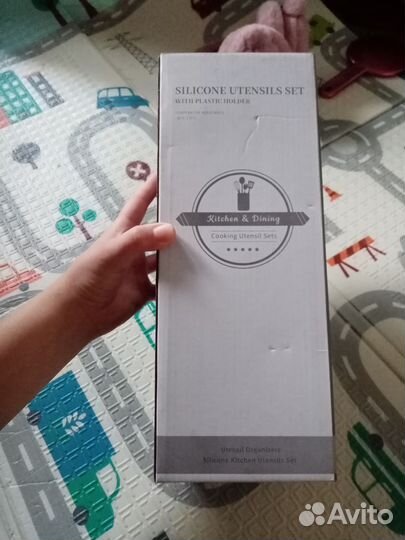 SILICONE UTENSILS SET
WITH PLASTIC HOLDER
Kitchen & Dining
Cooking Utensil Sets
Utensil Organizers
Silicone Kitchen Utensils Set
Avito